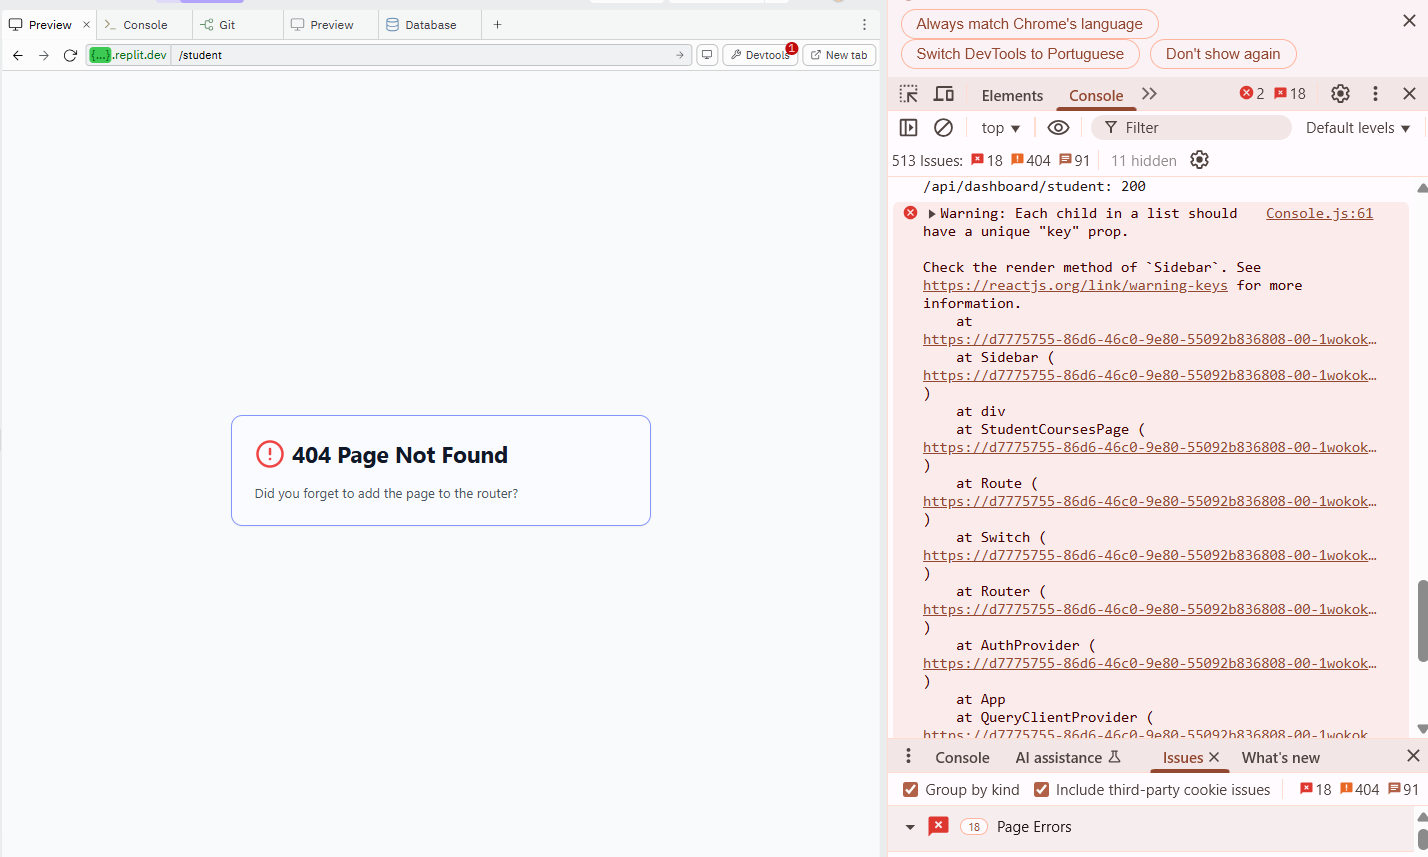 Preview
Console
Git
Preview
Database
{...}.replit.dev
/student
Devtools
1
New tab
404 Page Not Found
Did you forget to add the page to the router?
Always match Chrome's language
Switch DevTools to Portuguese
Don't show again
Elements
Console
2
18
top
Filter
Default levels
513 Issues:
18
404
91
11 hidden
/api/dashboard/student: 200
Warning: Each child in a list should
Console.js:61
have a unique "key" prop.
Check the render method of `Sidebar`. See
https://reactjs.org/link/warning-keys for more
information.
at
https://d7775755-86d6-46c0-9e80-55092b836808-00-1wokok…
at Sidebar (
https://d7775755-86d6-46c0-9e80-55092b836808-00-1wokok…
)
at div
at StudentCoursesPage (
https://d7775755-86d6-46c0-9e80-55092b836808-00-1wokok…
)
at Route (
https://d7775755-86d6-46c0-9e80-55092b836808-00-1wokok…
)
at Switch (
https://d7775755-86d6-46c0-9e80-55092b836808-00-1wokok…
)
at Router (
https://d7775755-86d6-46c0-9e80-55092b836808-00-1wokok…
)
at AuthProvider (
https://d7775755-86d6-46c0-9e80-55092b836808-00-1wokok…
)
at App
at QueryClientProvider (
https://d7775755-86d6-46c0-9e80-55092b836808-00-1wokok
Console
AI assistance
Issues
What's new
Group by kind
Include third-party cookie issues
18
404
91
18
Page Errors